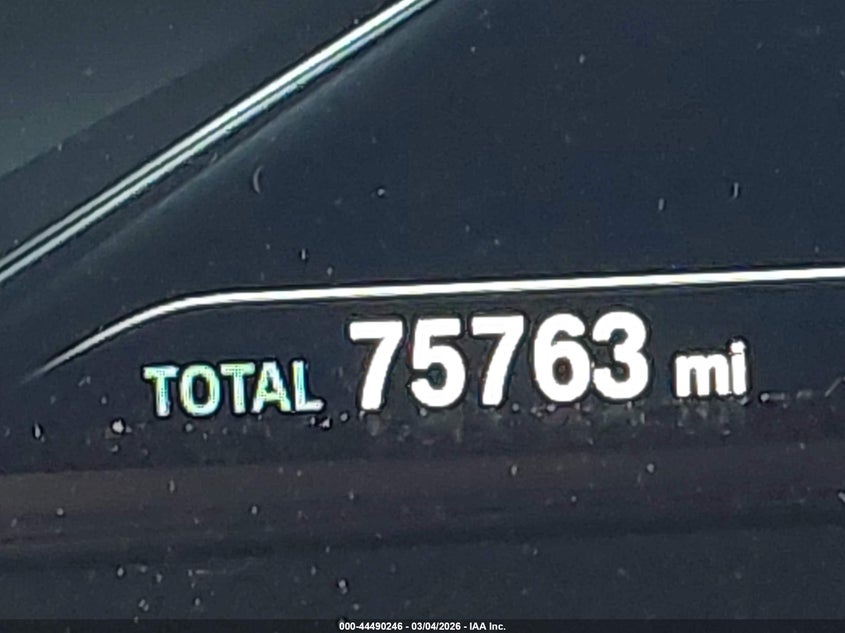 TOTAL 75763 mi
000-44490246 - 03/04/2026 - IAA Inc.